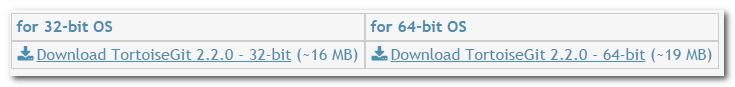 for 32-bit OS for 64-bit OS
Download TortoiseGit 2.2.0 - 32-bit (~16 MB) Download TortoiseGit 2.2.0 - 64-bit (~19 MB)